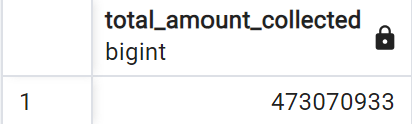 total_amount_collected
bigint
1 473070933